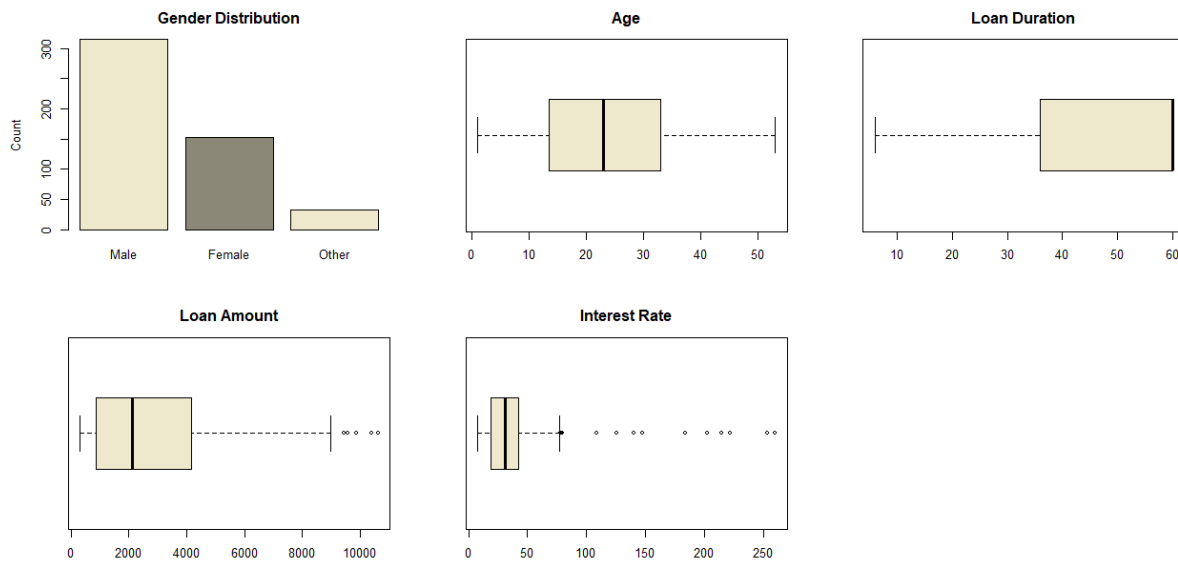 Gender Distribution
Count
0 50 100 200 300
Male Female Other
Age
0 10 20 30 40 50
Loan Duration
10 20 30 40 50 60
Loan Amount
0 2000 4000 6000 8000 10000
Interest Rate
0 50 100 150 200 250